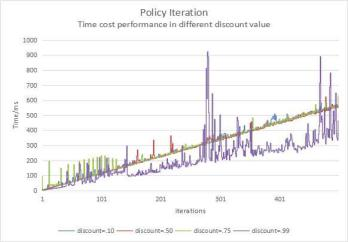 Policy Iteration
Time cost performance in different discount value
1000
900
800
700
600
500
400
300
200
100
0
Time/ms
1 101 201 301 401
Iterations
discount=.10 discount=.50 discount=.75 discount=.99